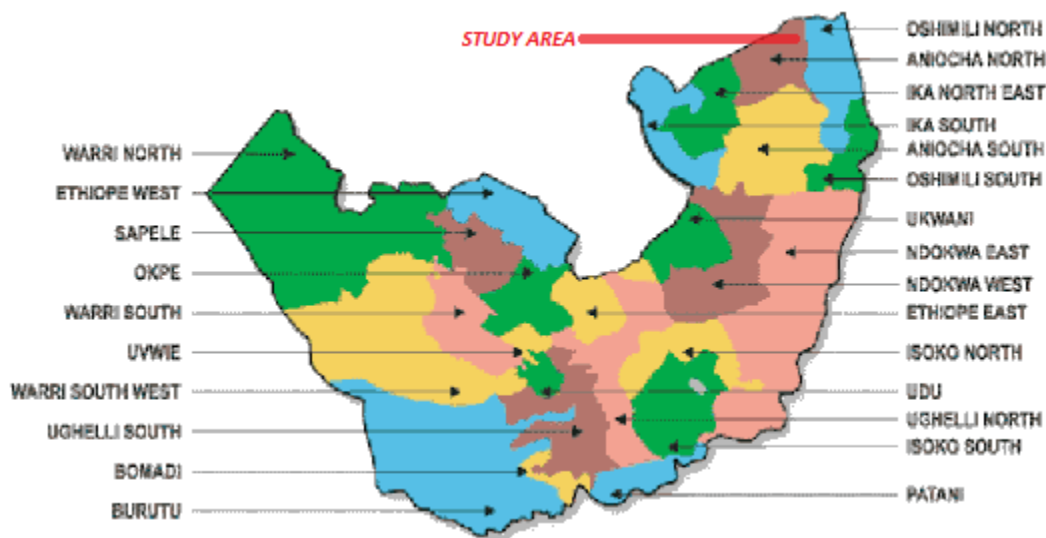 STUDY AREA
OSHIMILI NORTH
ANIOCHA NORTH
IKA NORTH EAST
IKA SOUTH
ANIOCHA SOUTH
OSHIMILI SOUTH
UKWANI
NDOKWA EAST
NDOKWA WEST
ETHIOPE EAST
ISOKO NORTH
UDU
UGHELLI NORTH
ISOKO SOUTH
PATANI
WARRI NORTH
ETHIOPE WEST
SAPELE
OKPE
WARRI SOUTH
UVWIE
WARRI SOUTH WEST
UGHELLI SOUTH
BOMADI
BURUTU